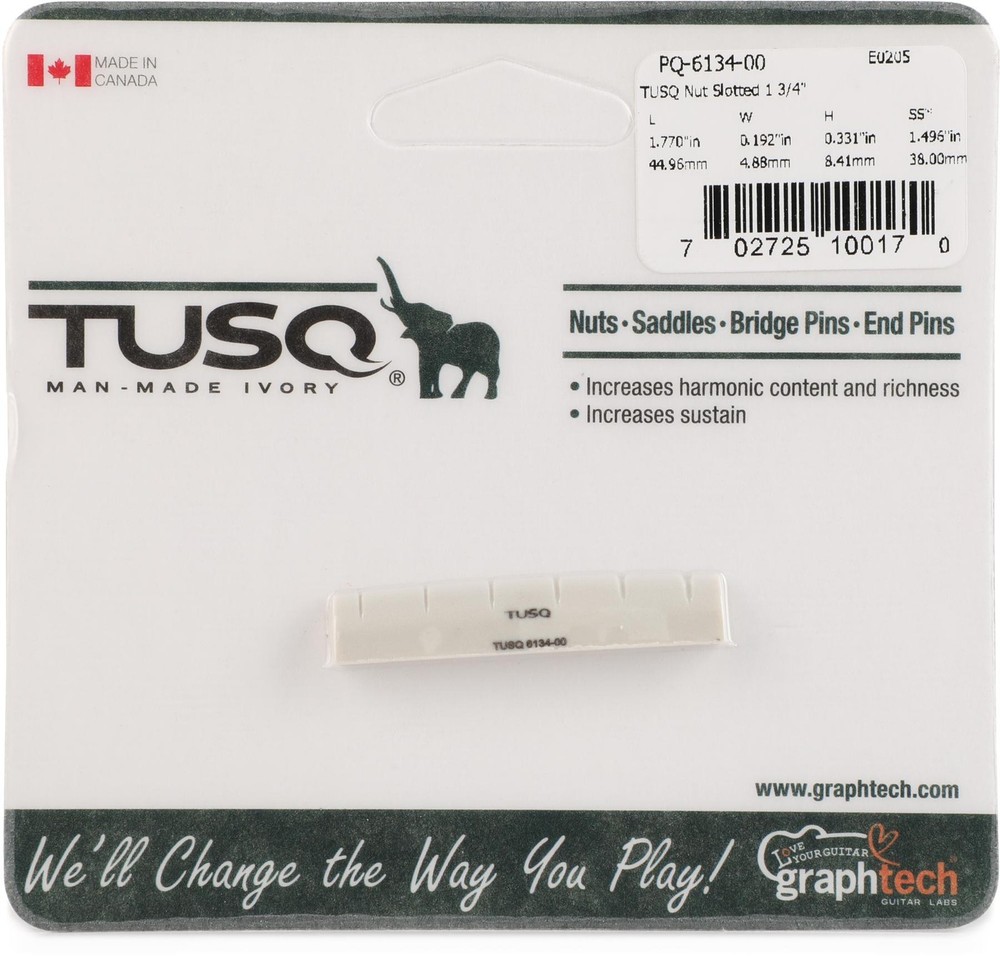 MADE IN
CANADA
PQ-6134-00 E0205
TUSQ Nut Slotted 1 3/4"
L W H SS"
1.770"in 0.192"in 0.331"in 1.496"in
44.96mm 4.88mm 8.41mm 38.00mm
7 02725 10017 0
TUSQ
MAN-MADE IVORY ®
Nuts • Saddles • Bridge Pins • End Pins
• Increases harmonic content and richness
• Increases sustain
TUSQ
TUSQ 6134-00
www.graphtech.com
We'll Change the Way You Play!
LOVE
YOUR GUITAR
graphtech®
GUITAR LABS